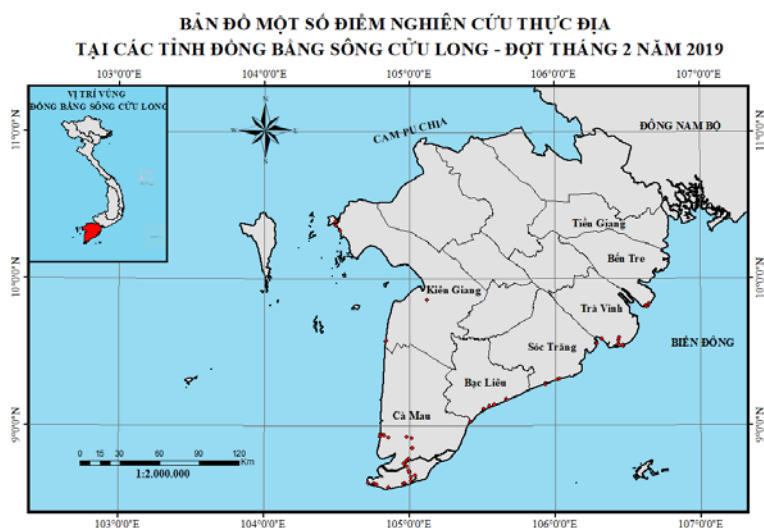 BẢN ĐỒ MỘT SỐ ĐIỂM NGHIÊN CỨU THỰC ĐỊA
TẠI CÁC TỈNH ĐỒNG BẰNG SÔNG CỬU LONG - ĐỢT THÁNG 2 NĂM 2019
103°0'0"E 104°0'0"E 105°0'0"E 106°0'0"E 107°0'0"E
VỊ TRÍ VÙNG
ĐỒNG BẰNG SÔNG CỬU LONG
N
W E
S
CAM PU CHIA
ĐÔNG NAM BỘ
11°0'0"N 11°0'0"N
Tiền Giang
Bến Tre
10°0'0"N 10°0'0"N
Kiên Giang
Trà Vinh
Sóc Trăng
BIỂN ĐÔNG
Bạc Liêu
Cà Mau
9°0'0"N 9°0'0"N
0 15 30 60 90 120
Km
1:2.000.000
103°0'0"E 104°0'0"E 105°0'0"E 106°0'0"E 107°0'0"E